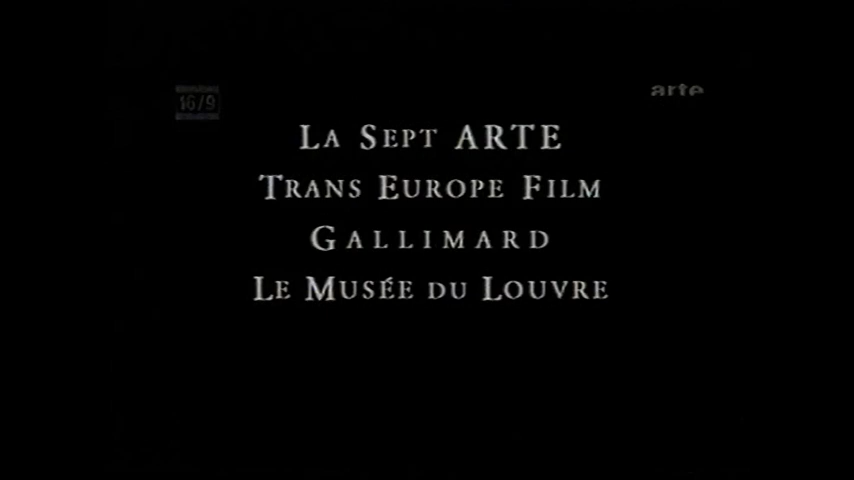 16/9
arte
LA SEPT ARTE
TRANS EUROPE FILM
GALLIMARD
LE MUSÉE DU LOUVRE